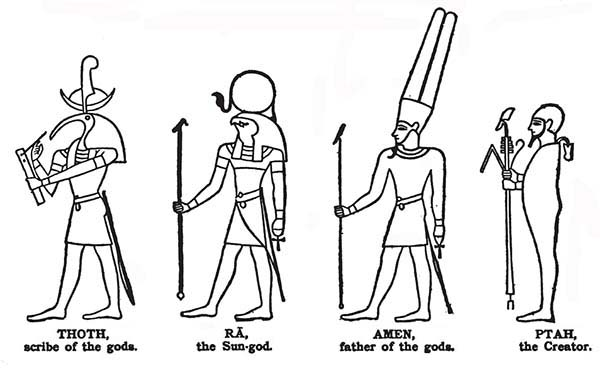 THOTH,
scribe of the gods.
RĀ,
the Sun-god.
AMEN,
father of the gods.
PTAH,
the Creator.